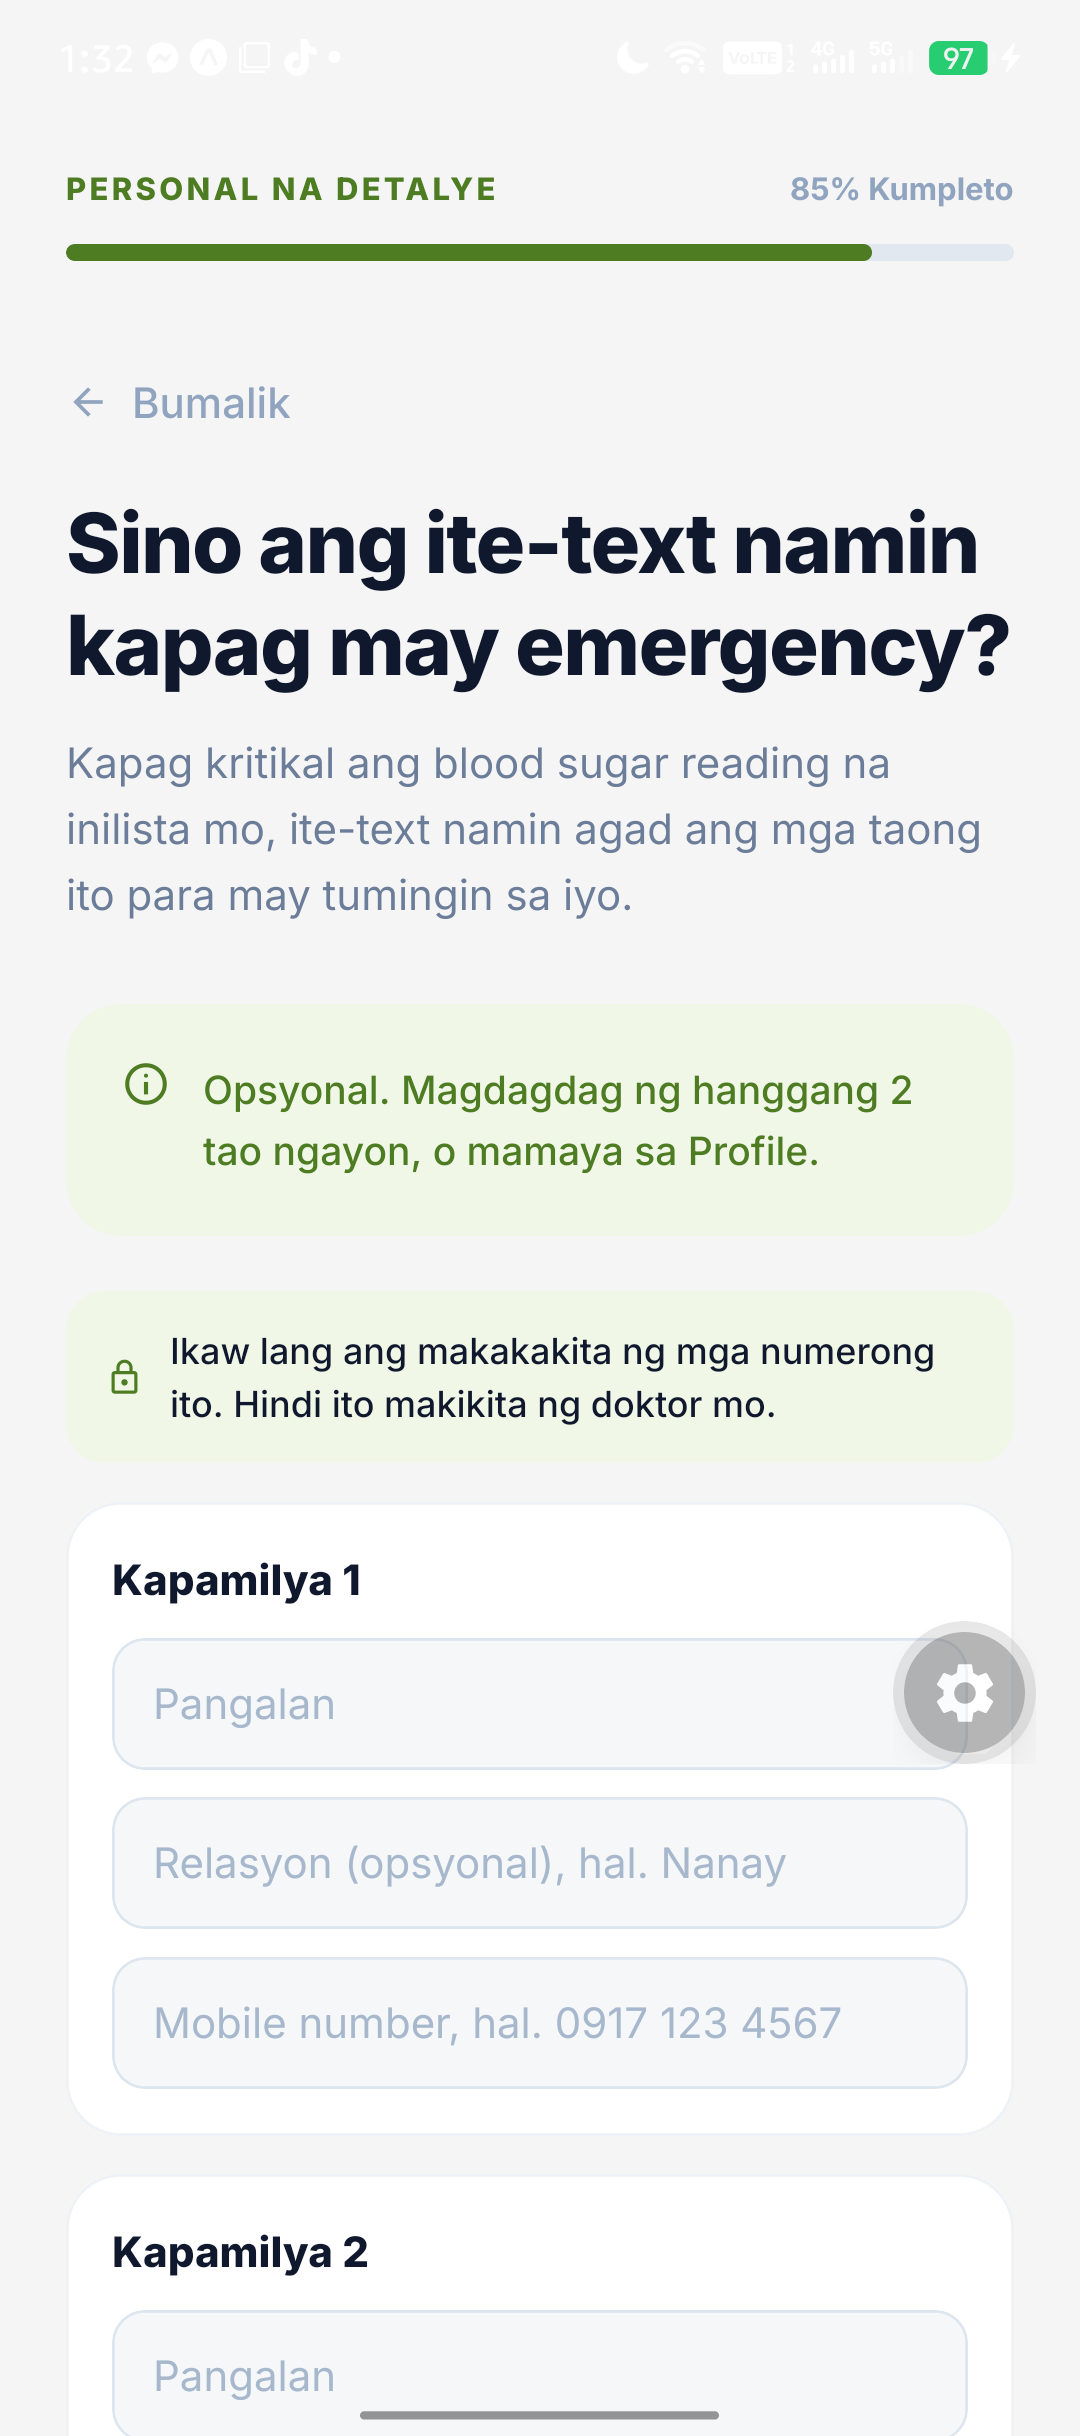 1:32
VoLTE 1 2 4G 5G 97
PERSONAL NA DETALYE
85% Kumpleto
Bumalik
Sino ang ite-text namin
kapag may emergency?
Kapag kritikal ang blood sugar reading na
inilista mo, ite-text namin agad ang mga taong
ito para may tumingin sa iyo.
Opsyonal. Magdagdag ng hanggang 2
tao ngayon, o mamaya sa Profile.
Ikaw lang ang makakakita ng mga numerong
ito. Hindi ito makikita ng doktor mo.
Kapamilya 1
Pangalan
Relasyon (opsyonal), hal. Nanay
Mobile number, hal. 0917 123 4567
Kapamilya 2
Pangalan